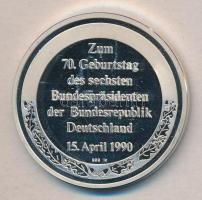 Zum
70. Geburtstag
des sechsten
Bundespräsidenten
der Bundesrepublik
Deutschland
15. April 1990